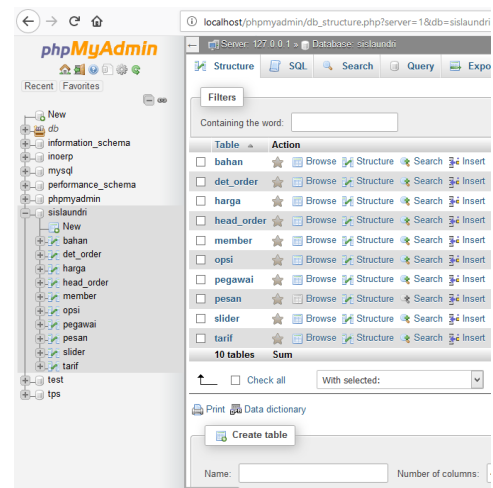 localhost/phpmyadmin/db_structure.php?server=1&db=sislaundri
phpMyAdmin
Recent Favorites
New
db
information_schema
inoerp
mysql
performance_schema
phpmyadmin
sislaundri
New
bahan
det_order
harga
head_order
member
opsi
pegawai
pesan
slider
tarif
test
tps
Server: 127.0.0.1 » Database: sislaundri
Structure SQL Search Query Expo
Filters
Containing the word:
Table Action
bahan Browse Structure Search Insert
det_order Browse Structure Search Insert
harga Browse Structure Search Insert
head_order Browse Structure Search Insert
member Browse Structure Search Insert
opsi Browse Structure Search Insert
pegawai Browse Structure Search Insert
pesan Browse Structure Search Insert
slider Browse Structure Search Insert
tarif Browse Structure Search Insert
10 tables Sum
Check all With selected:
Print Data dictionary
Create table
Name: Number of columns: